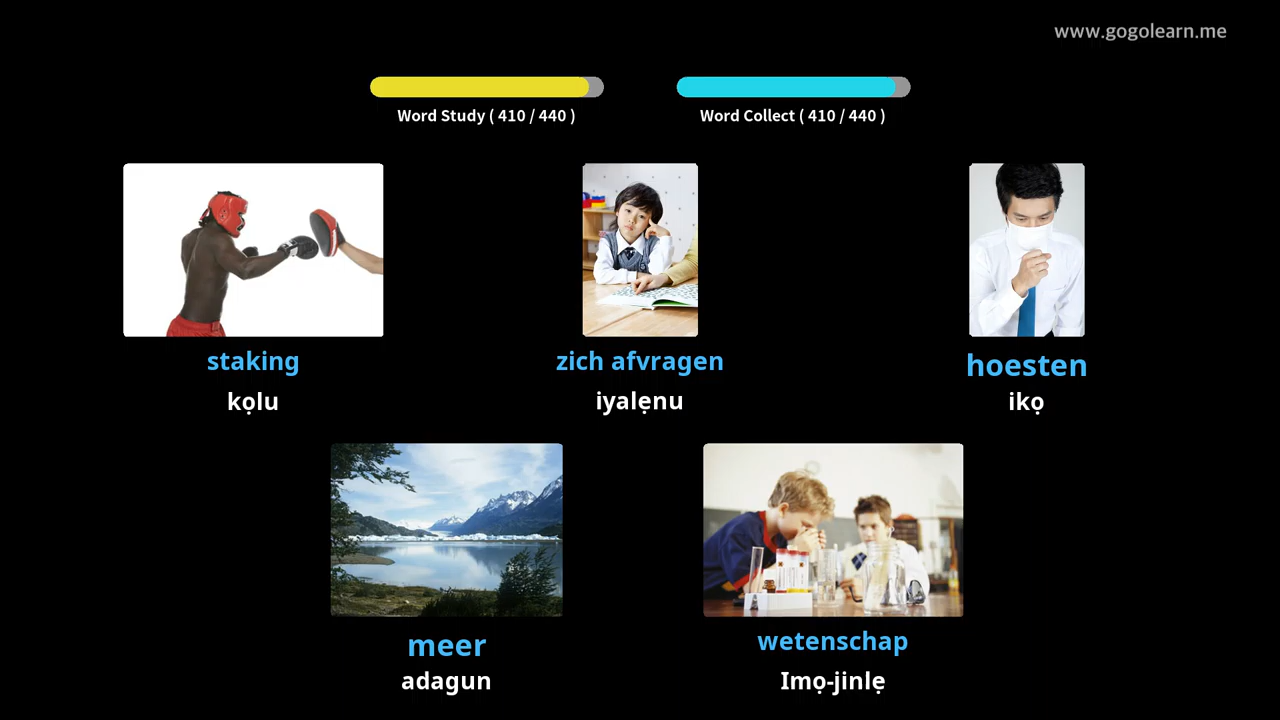 www.gogolearn.me
Word Study ( 410 / 440 )
Word Collect ( 410 / 440 )
staking
kọlu
zich afvragen
iyalẹnu
hoesten
ikọ
meer
adagun
wetenschap
Imọ-jinlẹ